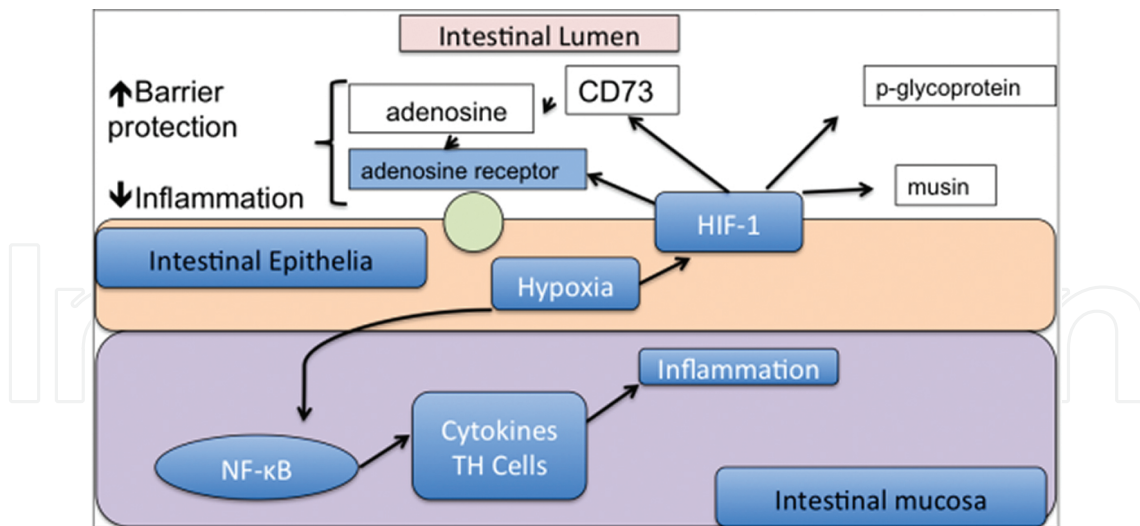 Intestinal Lumen
↑Barrier
protection
↓Inflammation
adenosine
CD73
p-glycoprotein
adenosine receptor
musin
HIF-1
Intestinal Epithelia
Hypoxia
Inflammation
Cytokines
TH Cells
NF-κB
Intestinal mucosa